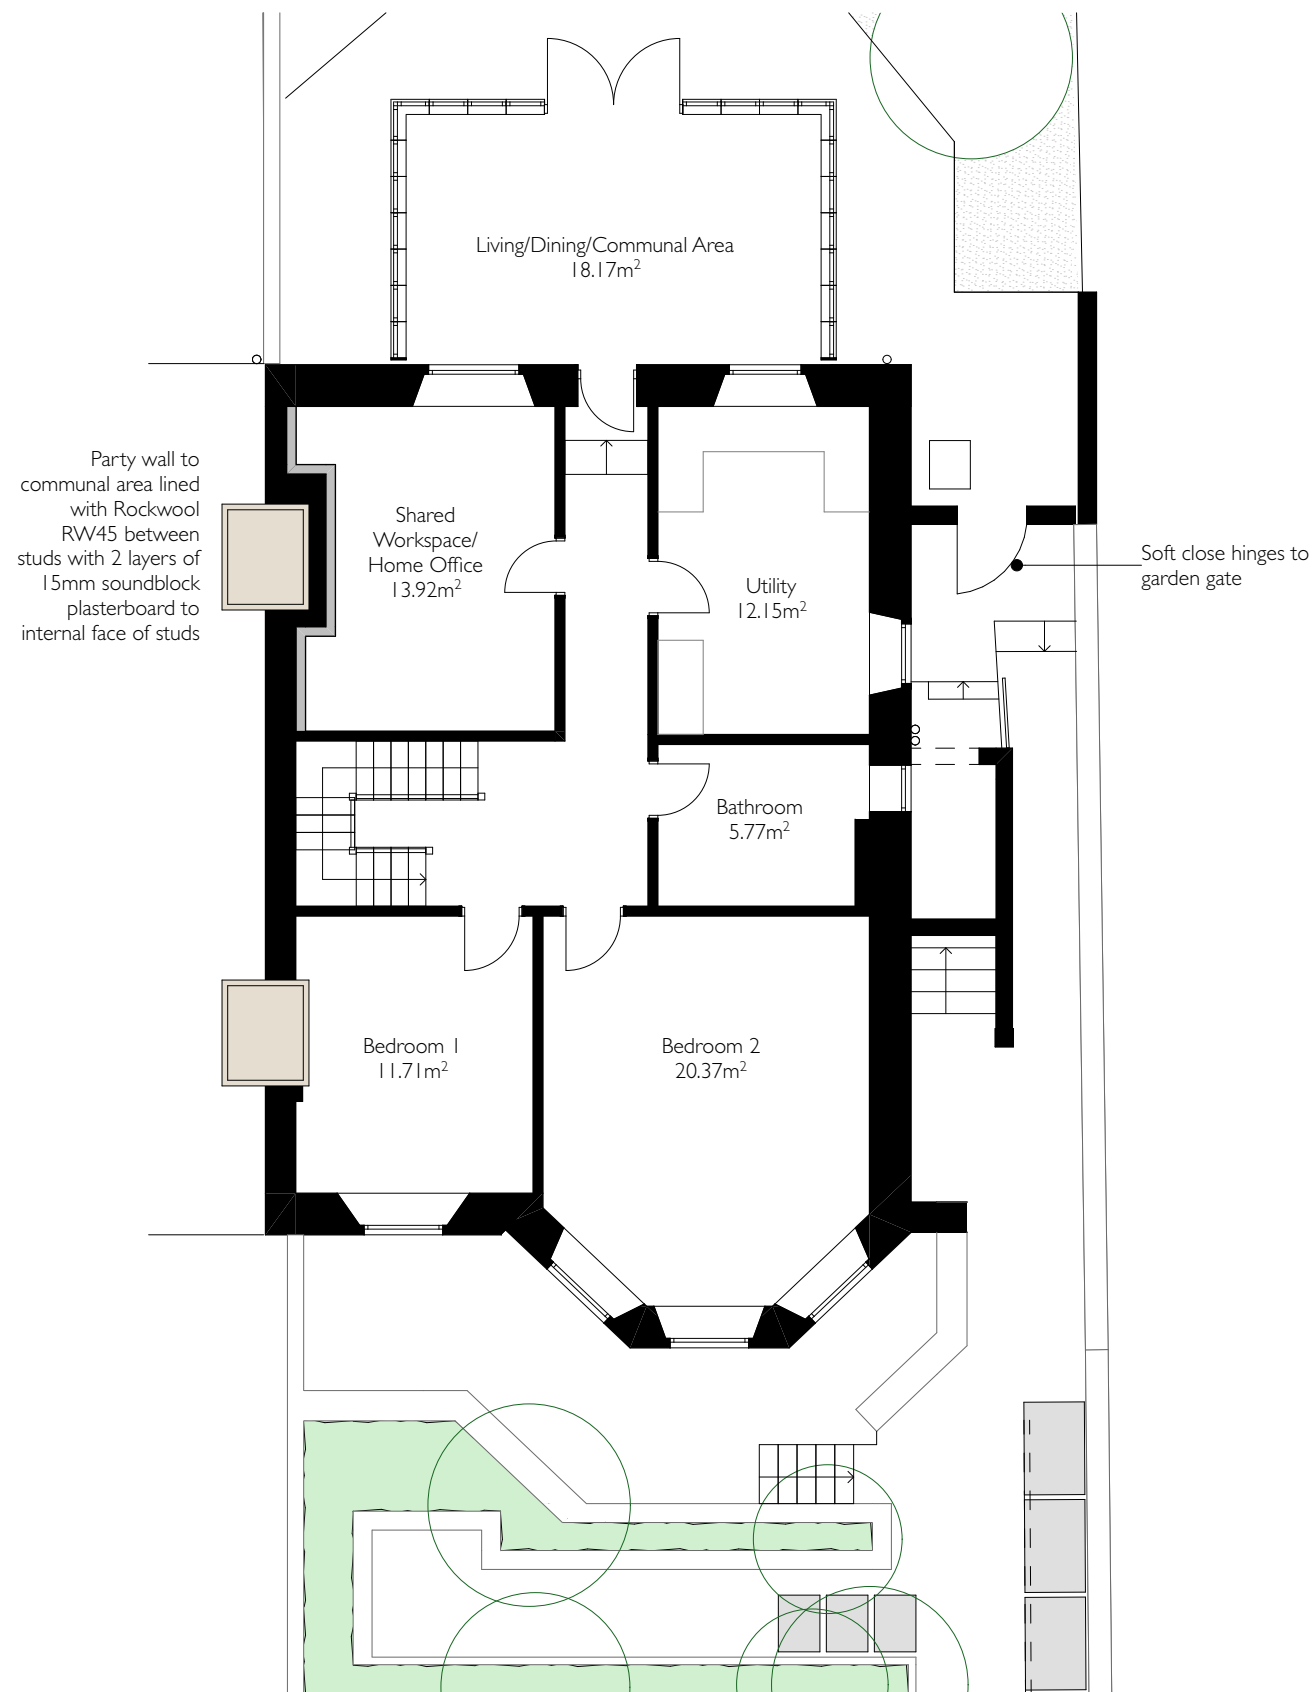 Living/Dining/Communal Area
18.17m²
Party wall to
communal area lined
with Rockwool
RW45 between
studs with 2 layers of
15mm soundblock
plasterboard to
internal face of studs
Shared
Workspace/
Home Office
13.92m²
Utility
12.15m²
Soft close hinges to
garden gate
Bathroom
5.77m²
Bedroom 1
11.71m²
Bedroom 2
20.37m²